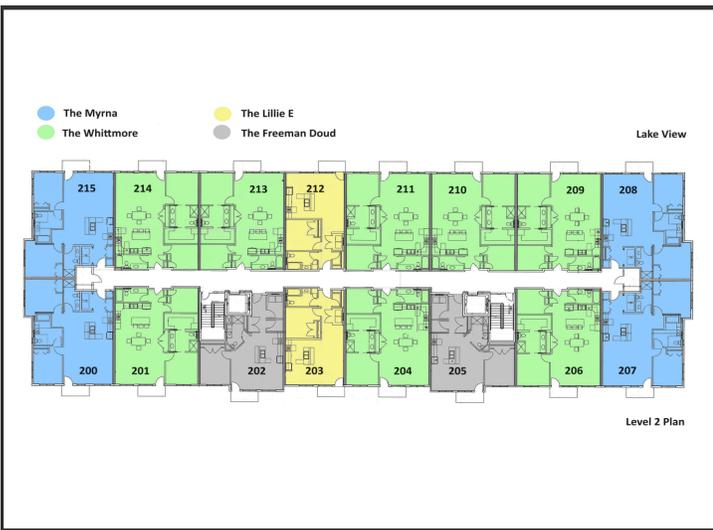 The Myrna The Lillie E
The Whittmore The Freeman Doud
Lake View
215 214 213 212 211 210 209 208
200 201 202 203 204 205 206 207
Level 2 Plan